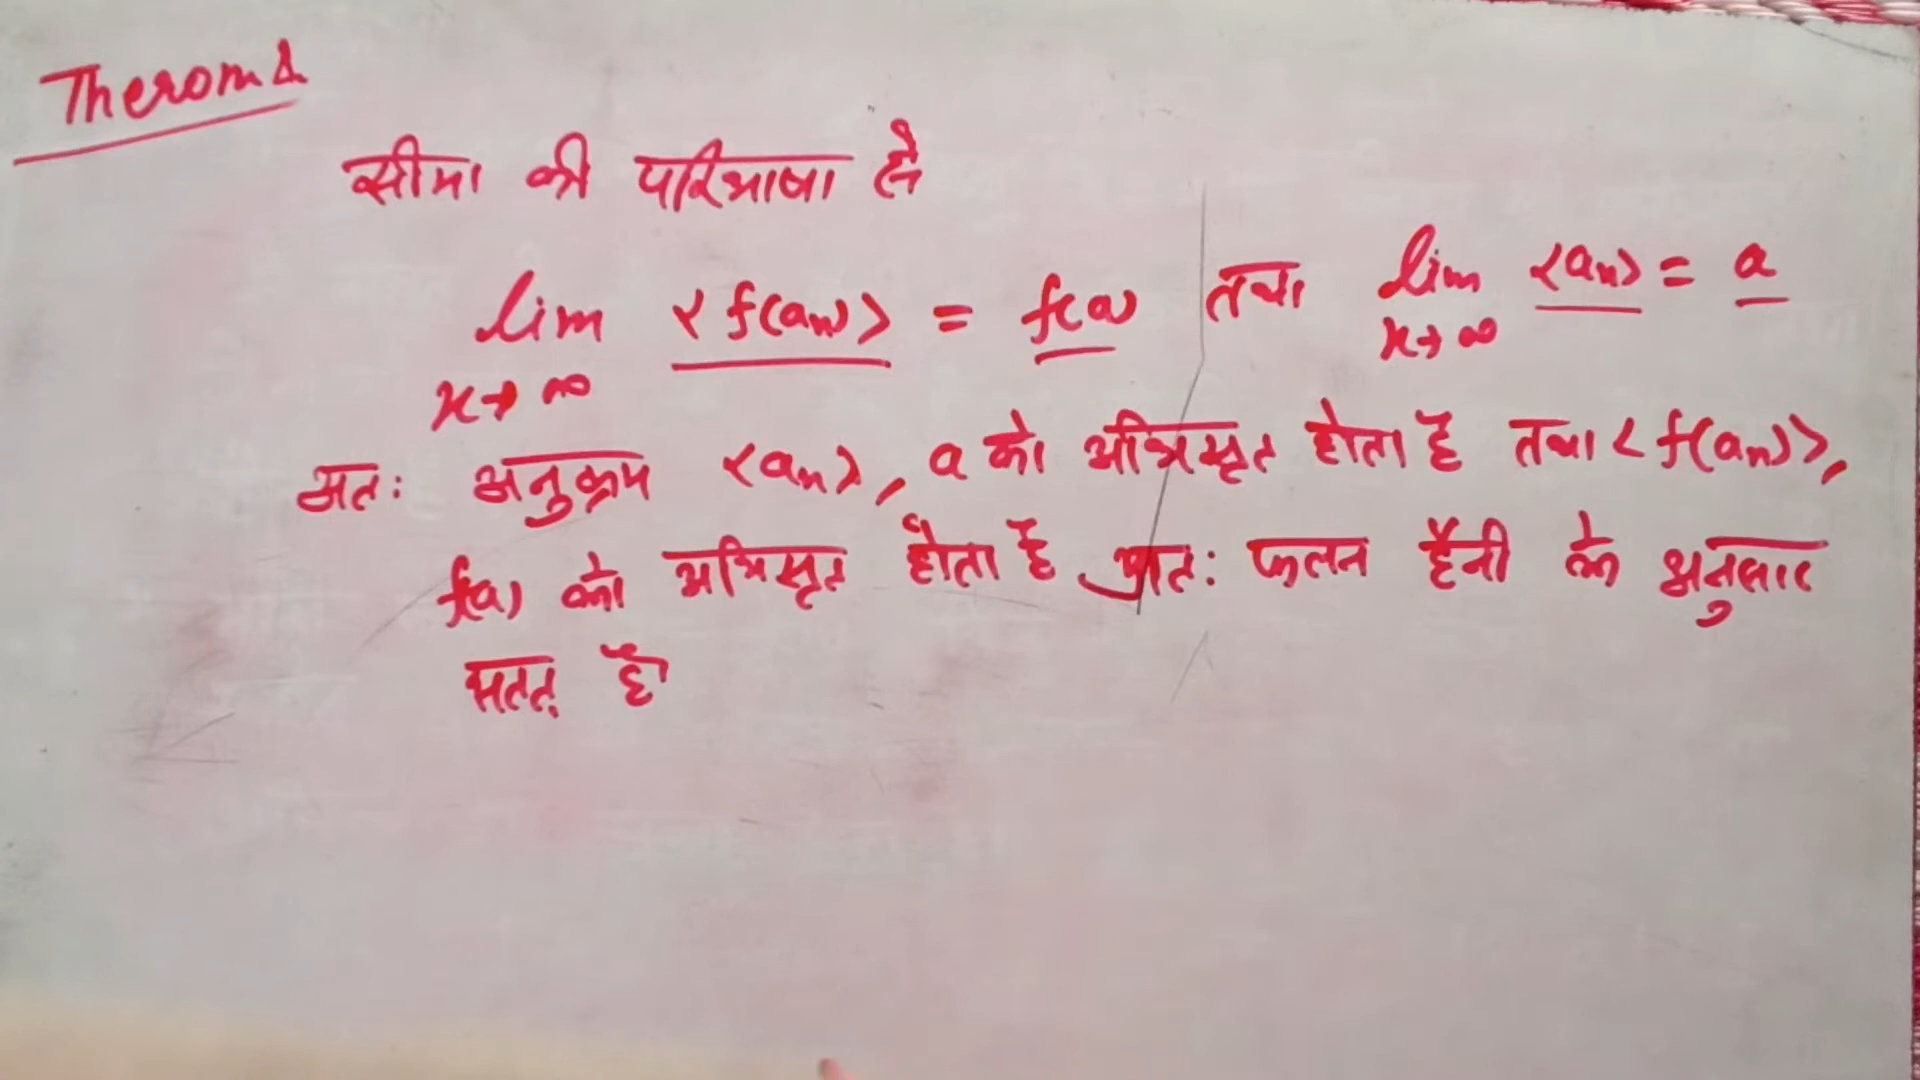 Therom 1
सीमा की परिभाषा से
lim <f(an)> = f(a) तथा lim <an> = a
x→∞ x→∞
अतः अनुक्रम <an>, a को अभिसृत होता है तथा <f(an)>,
f(a) को अभिसृत होता है अतः फलन हैनी के अनुसार
सतत् है